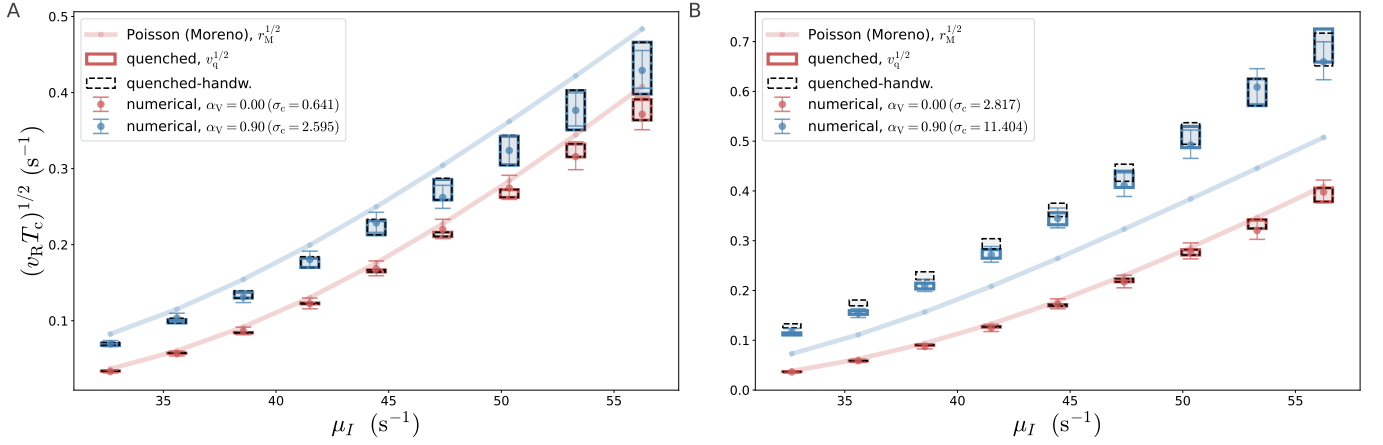 A
(v_R T_c)^{1/2} (s^{-1})
0.5
0.4
0.3
0.2
0.1
Poisson (Moreno), r_M^{1/2}
quenched, v_q^{1/2}
quenched-handw.
numerical, α_V = 0.00 (σ_c = 0.641)
numerical, α_V = 0.90 (σ_c = 2.595)
35 40 45 50 55
μ_I (s^{-1})
B
0.7
0.6
0.5
0.4
0.3
0.2
0.1
0.0
Poisson (Moreno), r_M^{1/2}
quenched, v_q^{1/2}
quenched-handw.
numerical, α_V = 0.00 (σ_c = 2.817)
numerical, α_V = 0.90 (σ_c = 11.404)
35 40 45 50 55
μ_I (s^{-1})